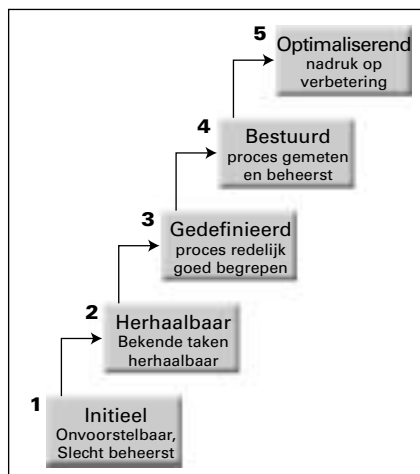 5
Optimaliserend
nadruk op
verbetering
4
Bestuurd
proces gemeten
en beheerst
3
Gedefinieerd
proces redelijk
goed begrepen
2
Herhaalbaar
Bekende taken
herhaalbaar
1
Initieel
Onvoorstelbaar,
Slecht beheerst